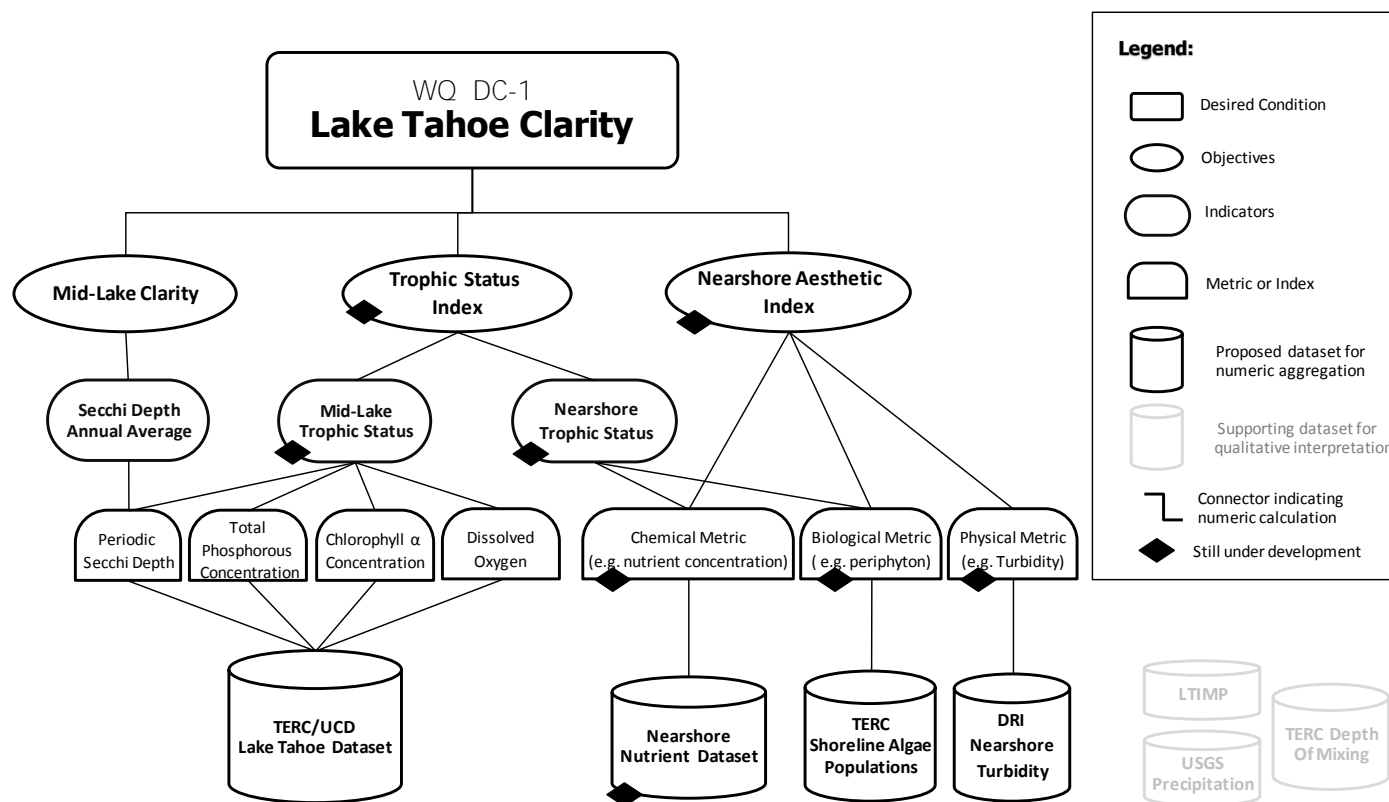 WQ DC-1
Lake Tahoe Clarity
Mid-Lake Clarity
Trophic Status
Index
Nearshore Aesthetic
Index
Secchi Depth
Annual Average
Mid-Lake
Trophic Status
Nearshore
Trophic Status
Periodic
Secchi Depth
Total
Phosphorous
Concentration
Chlorophyll α
Concentration
Dissolved
Oxygen
Chemical Metric
(e.g. nutrient concentration)
Biological Metric
( e.g. periphyton)
Physical Metric
(e.g. Turbidity)
TERC/UCD
Lake Tahoe Dataset
Nearshore
Nutrient Dataset
TERC
Shoreline Algae
Populations
DRI
Nearshore
Turbidity
Legend:
Desired Condition
Objectives
Indicators
Metric or Index
Proposed dataset for
numeric aggregation
Supporting dataset for
qualitative interpretation
Connector indicating
numeric calculation
Still under development
LTIMP
USGS
Precipitation
TERC Depth
Of Mixing